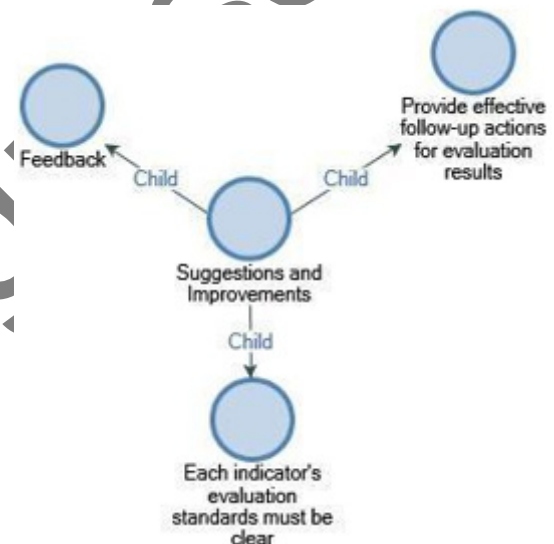 Provide effective
follow-up actions
for evaluation
results
Feedback
Child
Child
Suggestions and
Improvements
Child
Each indicator's
evaluation
standards must be
clear